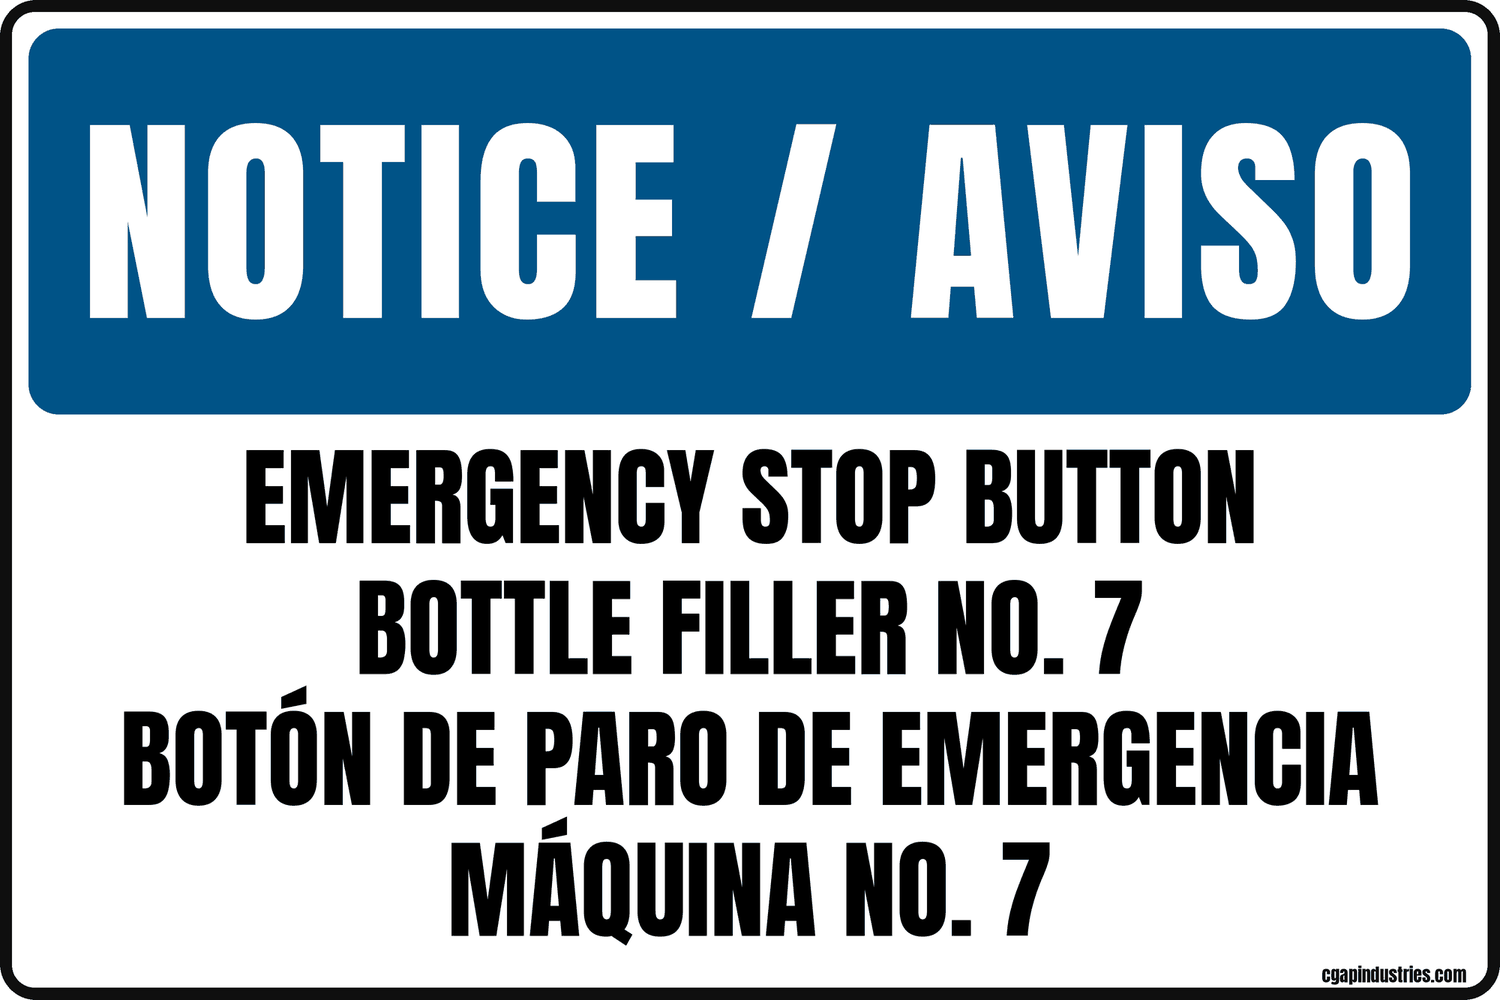 NOTICE / AVISO
EMERGENCY STOP BUTTON
BOTTLE FILLER NO. 7
BOTÓN DE PARO DE EMERGENCIA
MÁQUINA NO. 7
cgapindustries.com